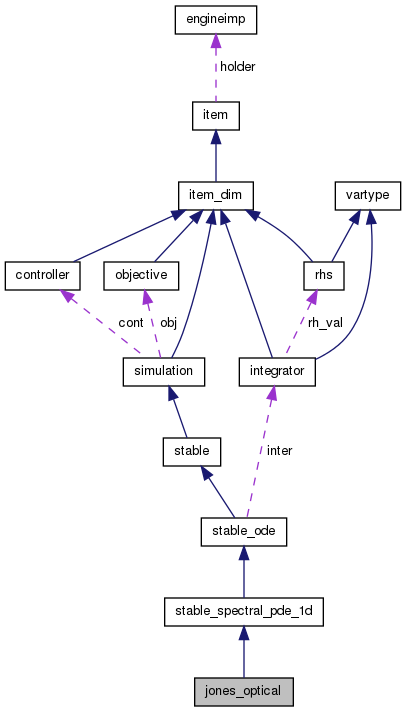 engineimp
holder
item
item_dim
vartype
controller
objective
rhs
cont
obj
rh_val
simulation
integrator
stable
inter
stable_ode
stable_spectral_pde_1d
jones_optical